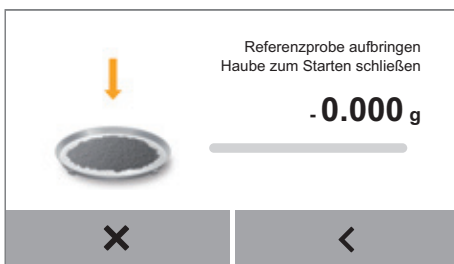 Referenzprobe aufbringen
Haube zum Starten schließen
- 0.000 g